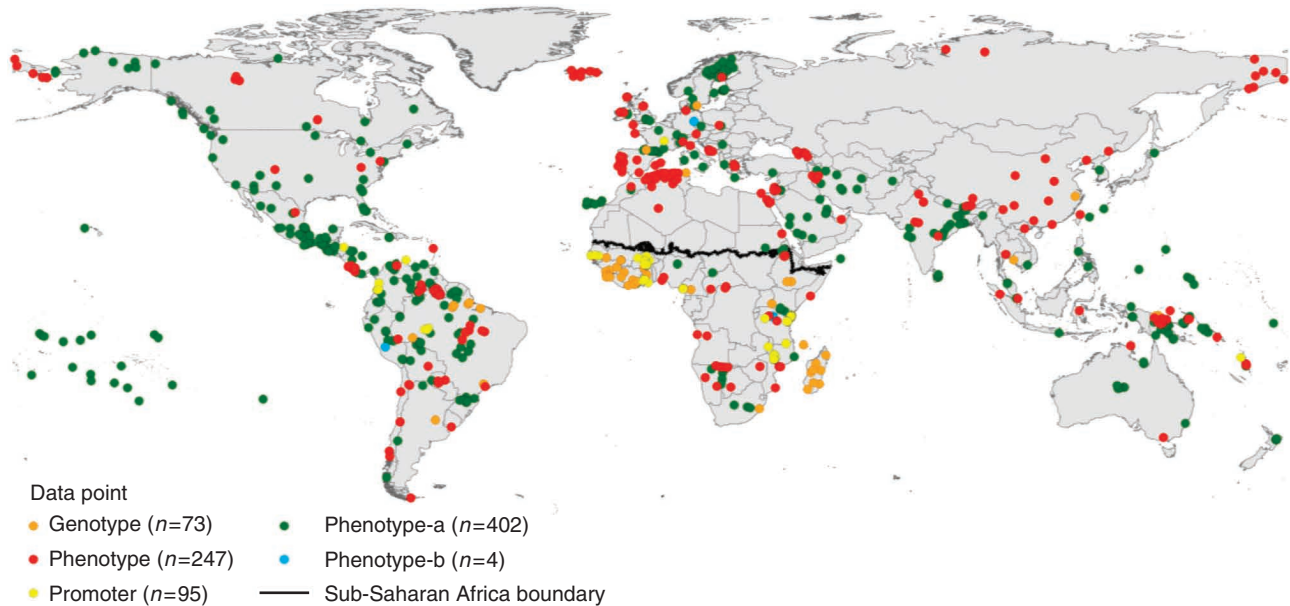 Data point
Genotype (n=73)
Phenotype (n=247)
Promoter (n=95)
Phenotype-a (n=402)
Phenotype-b (n=4)
Sub-Saharan Africa boundary